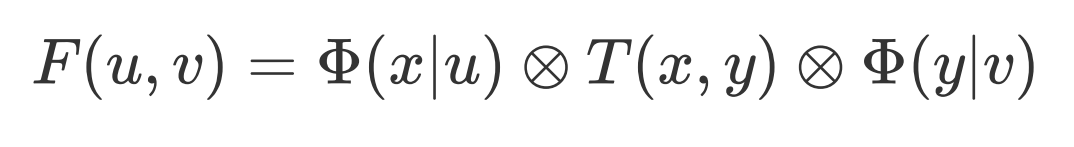 F(u, v) = Φ(x|u) ⊗ T(x, y) ⊗ Φ(y|v)